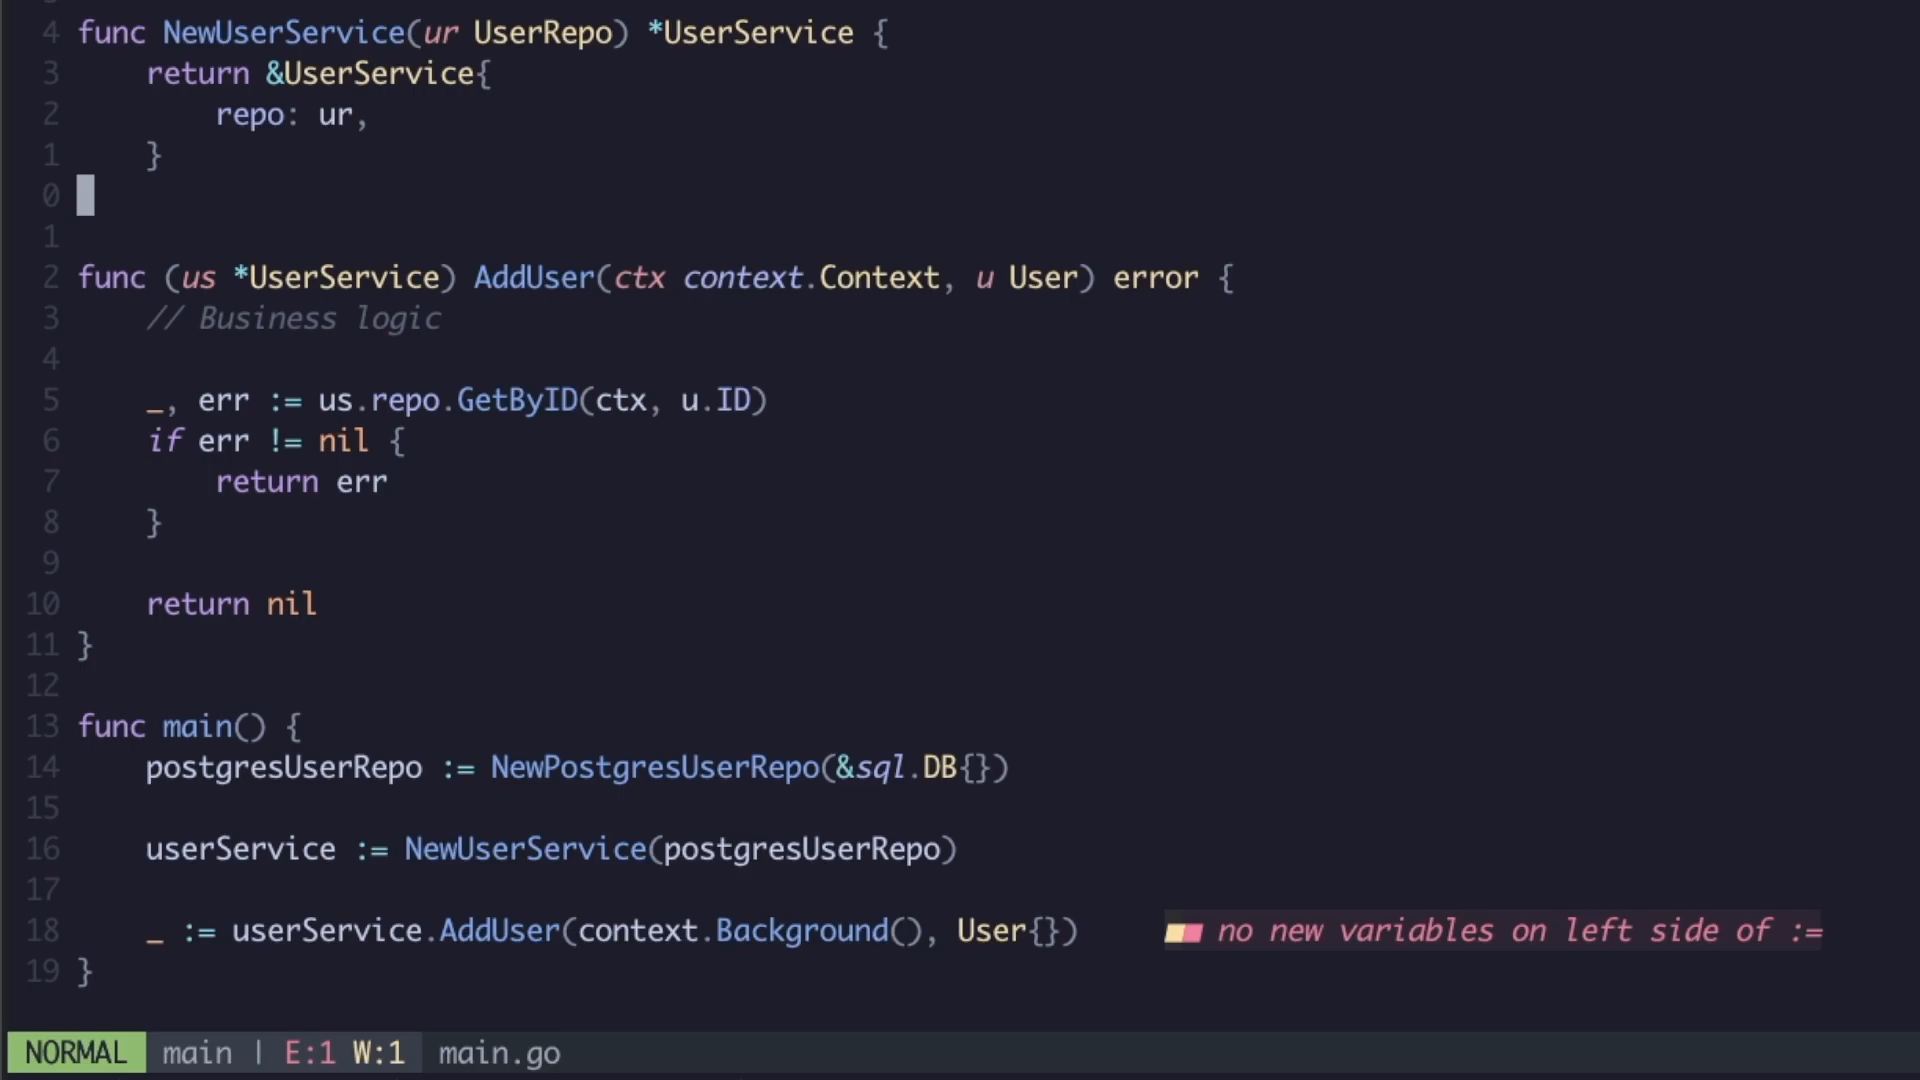 4 func NewUserService(ur UserRepo) *UserService {
3     return &UserService{
2         repo: ur,
1     }
0
1
2 func (us *UserService) AddUser(ctx context.Context, u User) error {
3     // Business logic
4
5     _, err := us.repo.GetByID(ctx, u.ID)
6     if err != nil {
7         return err
8     }
9
10     return nil
11 }
12
13 func main() {
14     postgresUserRepo := NewPostgresUserRepo(&sql.DB{})
15
16     userService := NewUserService(postgresUserRepo)
17
18     _ := userService.AddUser(context.Background(), User{})     no new variables on left side of :=
19 }
NORMAL main | E:1 W:1 main.go